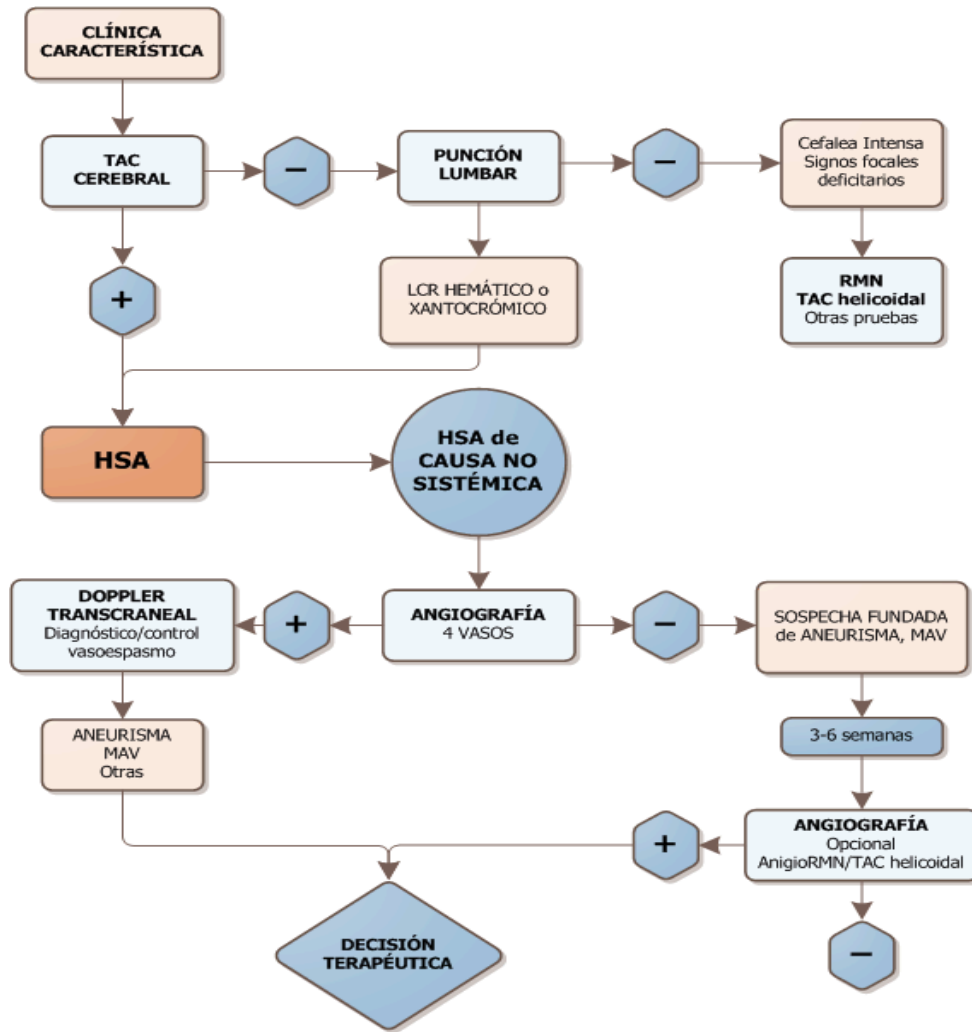 CLÍNICA
CARACTERÍSTICA
TAC
CEREBRAL
−
PUNCIÓN
LUMBAR
−
Cefalea Intensa
Signos focales
deficitarios
+
LCR HEMÁTICO o
XANTOCRÓMICO
RMN
TAC helicoidal
Otras pruebas
HSA
HSA de
CAUSA NO
SISTÉMICA
DOPPLER
TRANSCRANEAL
Diagnóstico/control
vasoespasmo
+
ANGIOGRAFÍA
4 VASOS
−
SOSPECHA FUNDADA
de ANEURISMA, MAV
ANEURISMA
MAV
Otras
3-6 semanas
+
ANGIOGRAFÍA
Opcional
AnigioRMN/TAC helicoidal
DECISIÓN
TERAPÉUTICA
−